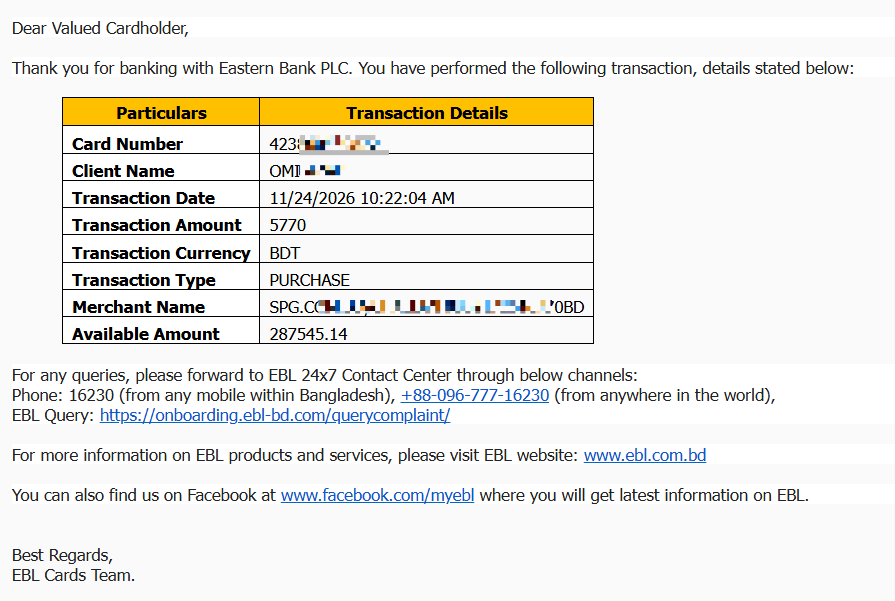 Dear Valued Cardholder,
Thank you for banking with Eastern Bank PLC. You have performed the following transaction, details stated below:
Particulars Transaction Details
Card Number 423
Client Name OMI
Transaction Date 11/24/2026 10:22:04 AM
Transaction Amount 5770
Transaction Currency BDT
Transaction Type PURCHASE
Merchant Name SPG.CO 0BD
Available Amount 287545.14
For any queries, please forward to EBL 24x7 Contact Center through below channels:
Phone: 16230 (from any mobile within Bangladesh), +88-096-777-16230 (from anywhere in the world),
EBL Query: https://onboarding.ebl-bd.com/querycomplaint/
For more information on EBL products and services, please visit EBL website: www.ebl.com.bd
You can also find us on Facebook at www.facebook.com/myebl where you will get latest information on EBL.
Best Regards,
EBL Cards Team.